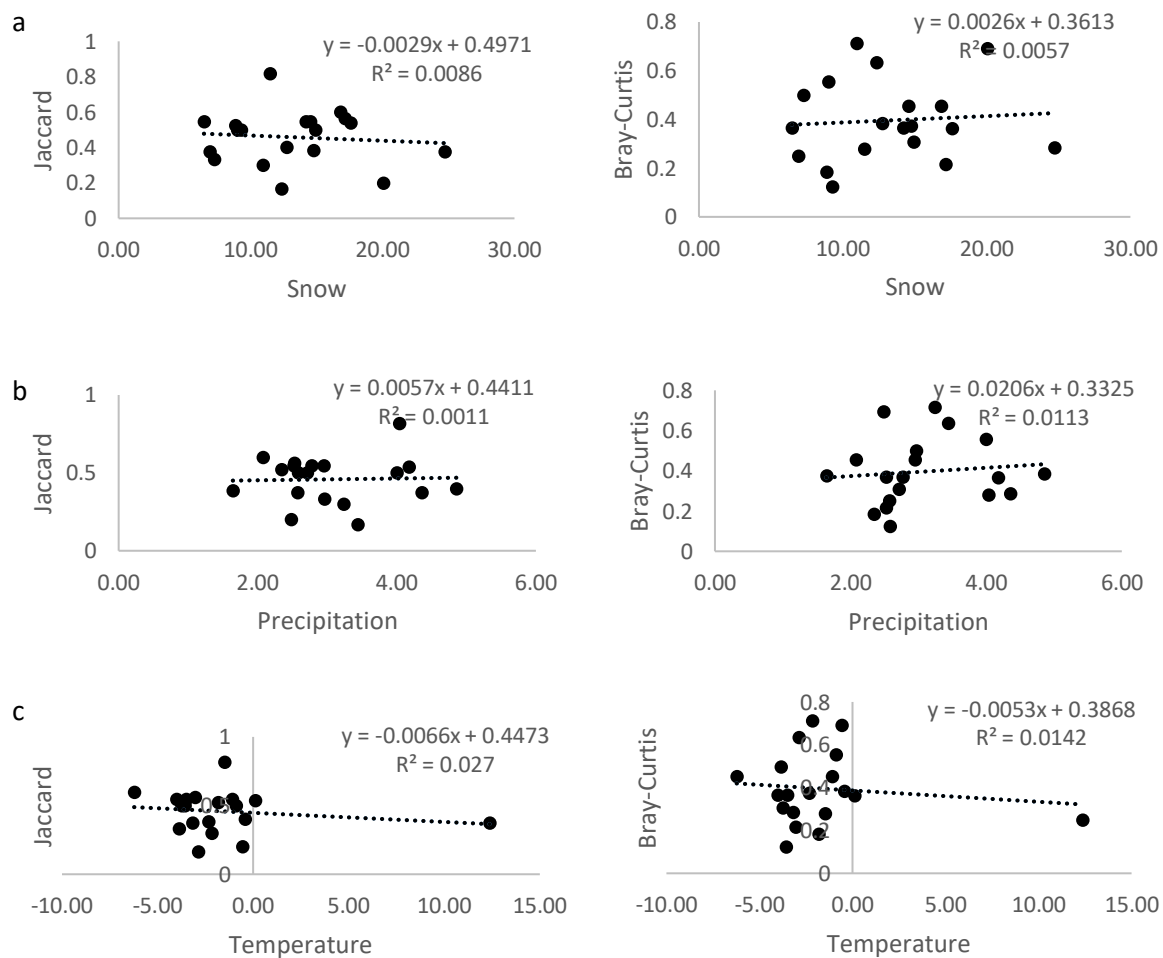 a
y = -0.0029x + 0.4971
R² = 0.0086
1
0.8
0.6
0.4
0.2
0
Jaccard
0.00 10.00 20.00 30.00
Snow
y = 0.0026x + 0.3613
R² = 0.0057
0.8
0.6
0.4
0.2
0
Bray-Curtis
0.00 10.00 20.00 30.00
Snow
b
y = 0.0057x + 0.4411
R² = 0.0011
1
0.5
0
Jaccard
0.00 2.00 4.00 6.00
Precipitation
y = 0.0206x + 0.3325
R² = 0.0113
0.8
0.6
0.4
0.2
0
Bray-Curtis
0.00 2.00 4.00 6.00
Precipitation
c
y = -0.0066x + 0.4473
R² = 0.027
1
0.5
0
Jaccard
-10.00 -5.00 0.00 5.00 10.00 15.00
Temperature
y = -0.0053x + 0.3868
R² = 0.0142
0.8
0.6
0.4
0.2
0
Bray-Curtis
-10.00 -5.00 0.00 5.00 10.00 15.00
Temperature